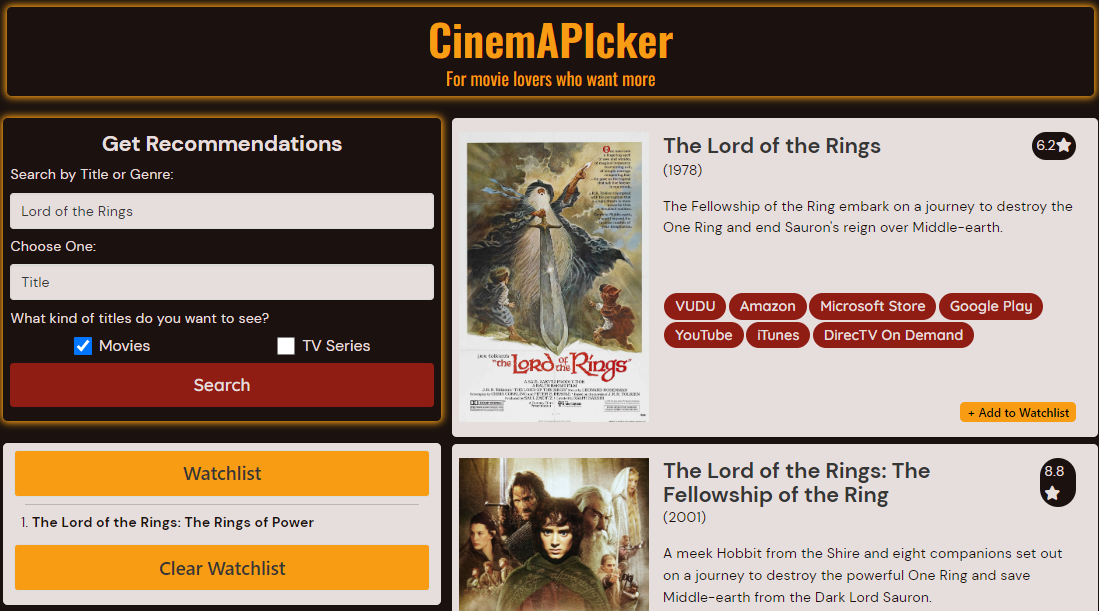 CinemAPIcker
For movie lovers who want more
Get Recommendations
Search by Title or Genre:
Lord of the Rings
Choose One:
Title
What kind of titles do you want to see?
Movies
TV Series
Search
Watchlist
1. The Lord of the Rings: The Rings of Power
Clear Watchlist
"the Lord of the Rings"
The Lord of the Rings
6.2
(1978)
The Fellowship of the Ring embark on a journey to destroy the
One Ring and end Sauron's reign over Middle-earth.
VUDU
Amazon
Microsoft Store
Google Play
YouTube
iTunes
DirecTV On Demand
+ Add to Watchlist
The Lord of the Rings: The
Fellowship of the Ring
8.8
(2001)
A meek Hobbit from the Shire and eight companions set out
on a journey to destroy the powerful One Ring and save
Middle-earth from the Dark Lord Sauron.